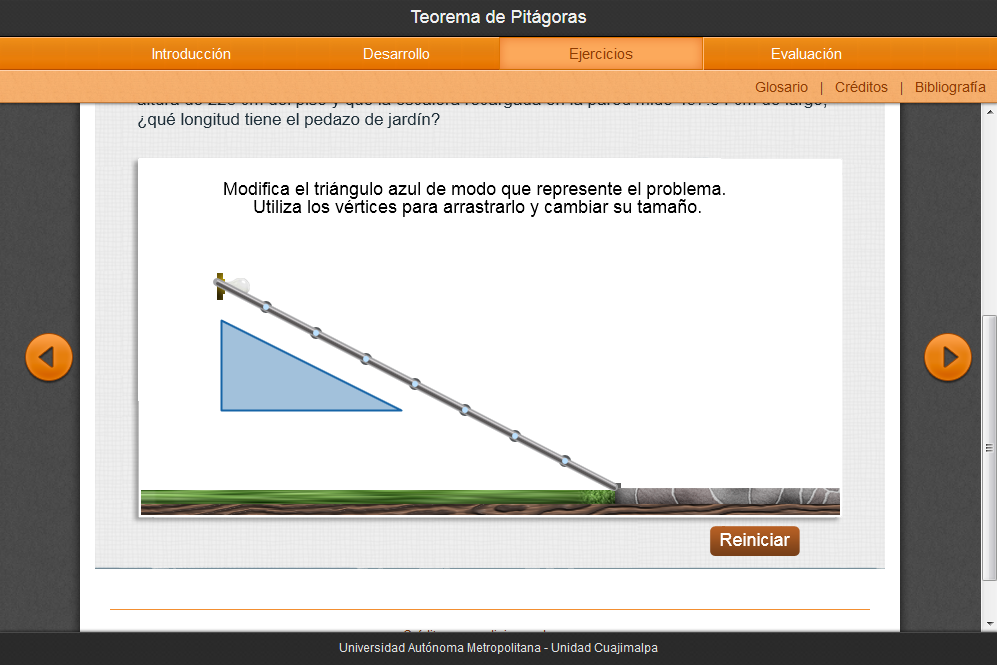 Teorema de Pitágoras
Introducción
Desarrollo
Ejercicios
Evaluación
Glosario | Créditos | Bibliografía
¿qué longitud tiene el pedazo de jardín?
Modifica el triángulo azul de modo que represente el problema.
Utiliza los vértices para arrastrarlo y cambiar su tamaño.
Reiniciar
Universidad Autónoma Metropolitana - Unidad Cuajimalpa